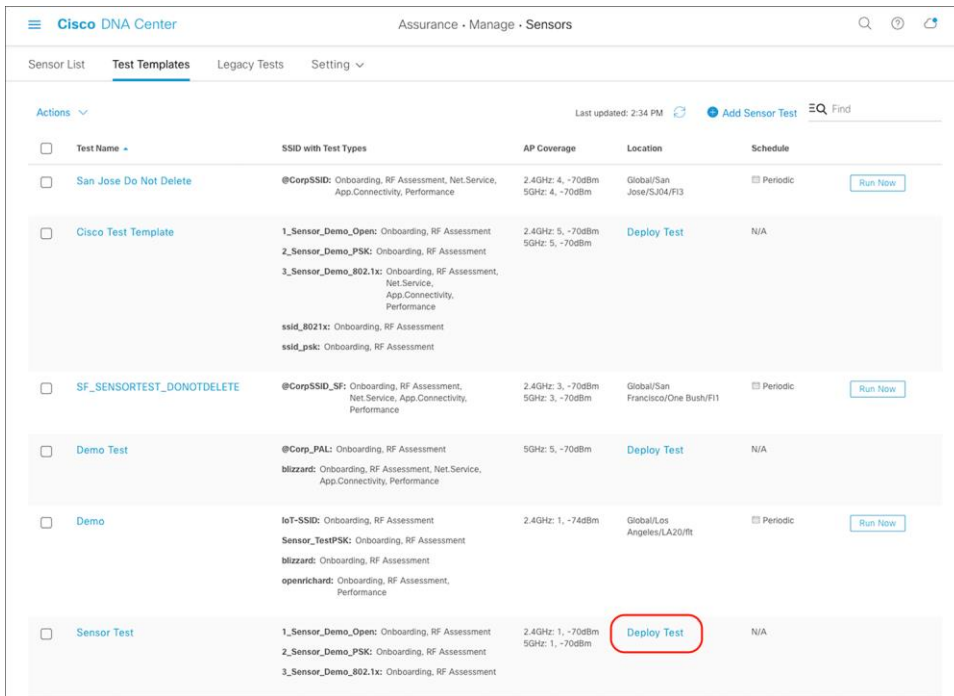 Cisco DNA Center
Assurance · Manage · Sensors
Sensor List Test Templates Legacy Tests Setting
Actions
Last updated: 2:34 PM
Add Sensor Test
Find
Test Name SSID with Test Types AP Coverage Location Schedule
San Jose Do Not Delete
@CorpSSID: Onboarding, RF Assessment, Net.Service,
App.Connectivity, Performance
2.4GHz: 4, -70dBm
5GHz: 4, -70dBm
Global/San
Jose/SJ04/Fl3
Periodic
Run Now
Cisco Test Template
1_Sensor_Demo_Open: Onboarding, RF Assessment
2_Sensor_Demo_PSK: Onboarding, RF Assessment
3_Sensor_Demo_802.1x: Onboarding, RF Assessment,
Net.Service,
App.Connectivity,
Performance
ssid_8021x: Onboarding, RF Assessment
ssid_psk: Onboarding, RF Assessment
2.4GHz: 5, -70dBm
5GHz: 5, -70dBm
Deploy Test
N/A
SF_SENSORTEST_DONOTDELETE
@CorpSSID_SF: Onboarding, RF Assessment,
Net.Service, App.Connectivity,
Performance
2.4GHz: 3, -70dBm
5GHz: 3, -70dBm
Global/San
Francisco/One Bush/Fl1
Periodic
Run Now
Demo Test
@Corp_PAL: Onboarding, RF Assessment
blizzard: Onboarding, RF Assessment, Net.Service,
App.Connectivity, Performance
5GHz: 5, -70dBm
Deploy Test
N/A
Demo
IoT-SSID: Onboarding, RF Assessment
Sensor_TestPSK: Onboarding, RF Assessment
blizzard: Onboarding, RF Assessment
openrichard: Onboarding, RF Assessment,
Performance
2.4GHz: 1, -74dBm
Global/Los
Angeles/LA20/flt
Periodic
Run Now
Sensor Test
1_Sensor_Demo_Open: Onboarding, RF Assessment
2_Sensor_Demo_PSK: Onboarding, RF Assessment
3_Sensor_Demo_802.1x: Onboarding, RF Assessment
2.4GHz: 1, -70dBm
5GHz: 1, -70dBm
Deploy Test
N/A